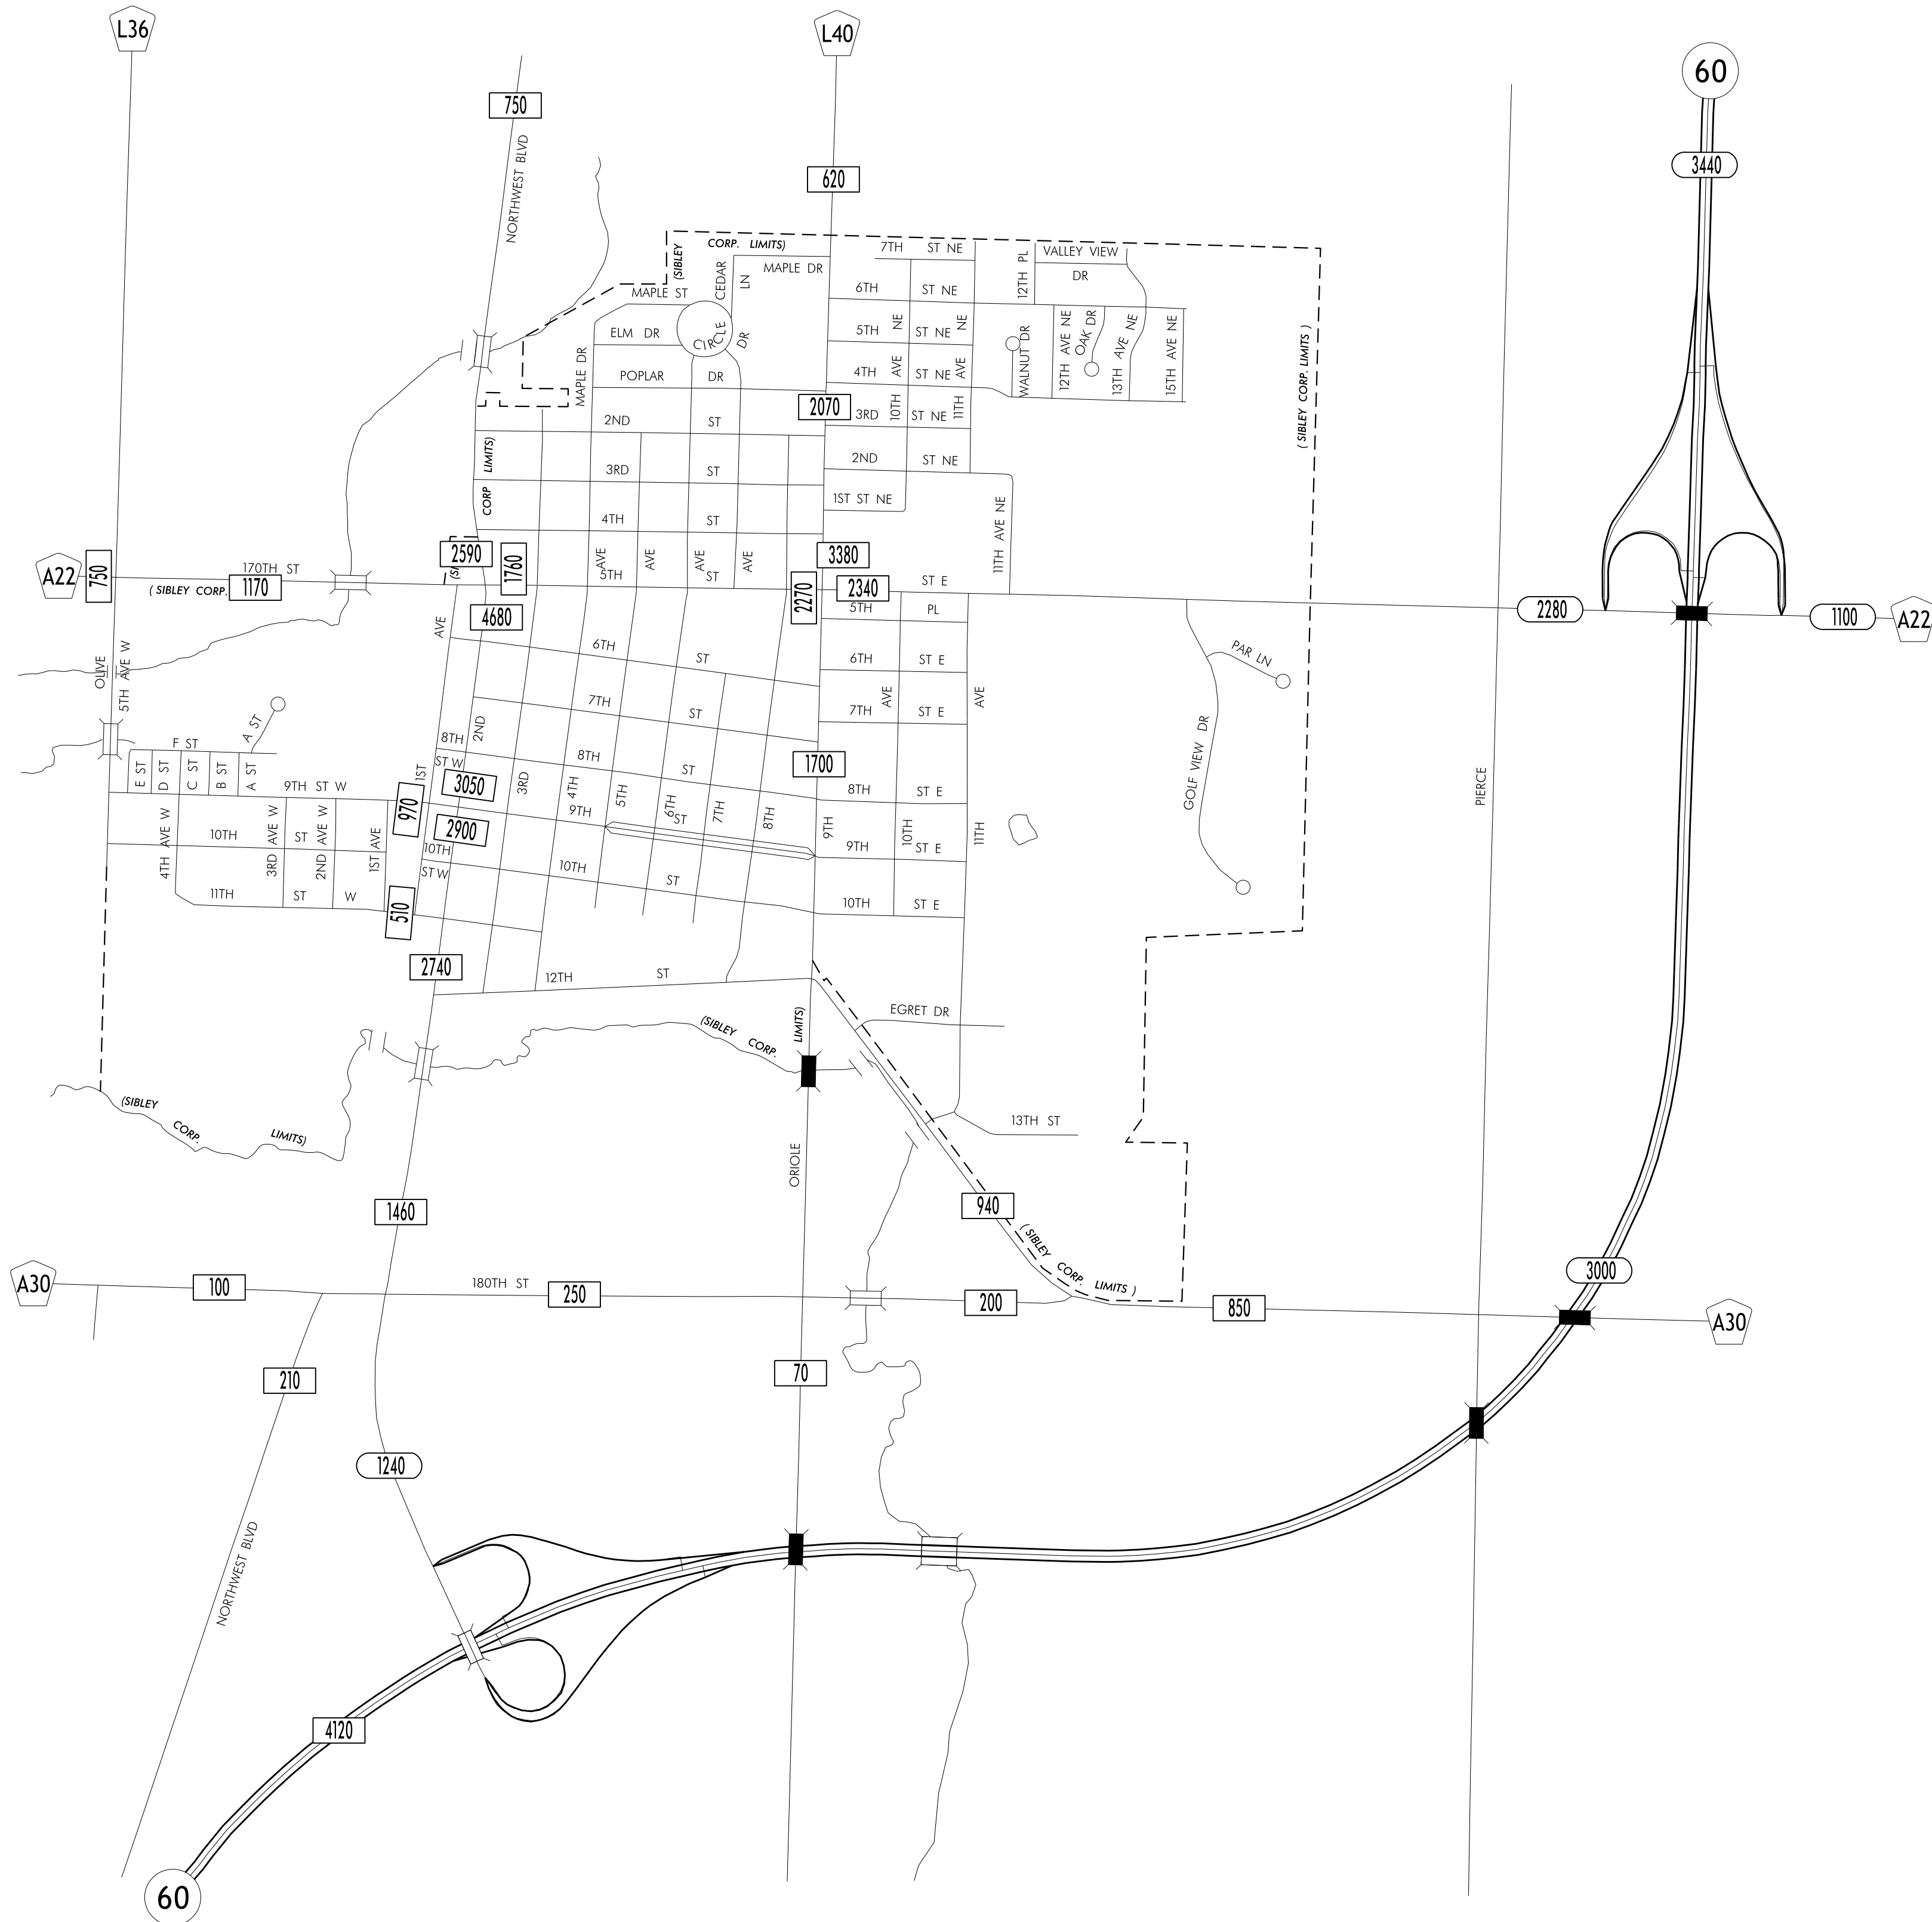 L36
L40
60
750
NORTHWEST BLVD
3440
620
(SIBLEY
CORP. LIMITS)
7TH ST NE
VALLEY VIEW
DR
12TH PL
CEDAR
LN
MAPLE DR
6TH ST NE
MAPLE ST
ELM DR
CIRCLE
DR
5TH ST NE
NE
NE
WALNUT DR
12TH AVE NE
OAK DR
13TH AVE NE
15TH AVE NE
(SIBLEY CORP. LIMITS )
MAPLE DR
POPLAR DR
4TH ST NE
AVE
AVE
2070
3RD ST NE
10TH
11TH
2ND ST
2ND ST NE
CORP LIMITS)
3RD ST
1ST ST NE
4TH ST
11TH AVE NE
2590
1760
AVE
AVE
AVE
AVE
3380
A22
750
170TH ST
( SIBLEY CORP.
1170
(SI
5TH ST
2270
2340
ST E
2280
1100
A22
4680
5TH PL
AVE
6TH ST
6TH ST E
PAR LN
OLIVE
5TH AVE W
AVE
AVE
7TH ST
7TH ST E
A ST
2ND
GOLF VIEW DR
F ST
8TH
ST W
8TH ST
1700
PIERCE
E ST
D ST
C ST
B ST
A ST
9TH ST W
1ST
3050
3RD
4TH
5TH
6TH
7TH
8TH
8TH ST E
970
9TH ST
2900
9TH
10TH
11TH
4TH AVE W
10TH ST
3RD AVE W
2ND AVE W
1ST AVE
10TH
ST W
9TH ST E
10TH ST
11TH ST W
510
10TH ST E
2740
12TH ST
EGRET DR
(SIBLEY CORP.
LIMITS)
(SIBLEY
CORP.
LIMITS)
13TH ST
ORIOLE
1460
940
( SIBLEY
CORP. LIMITS )
3000
A30
100
180TH ST
250
200
850
A30
210
70
1240
NORTHWEST BLVD
4120
60